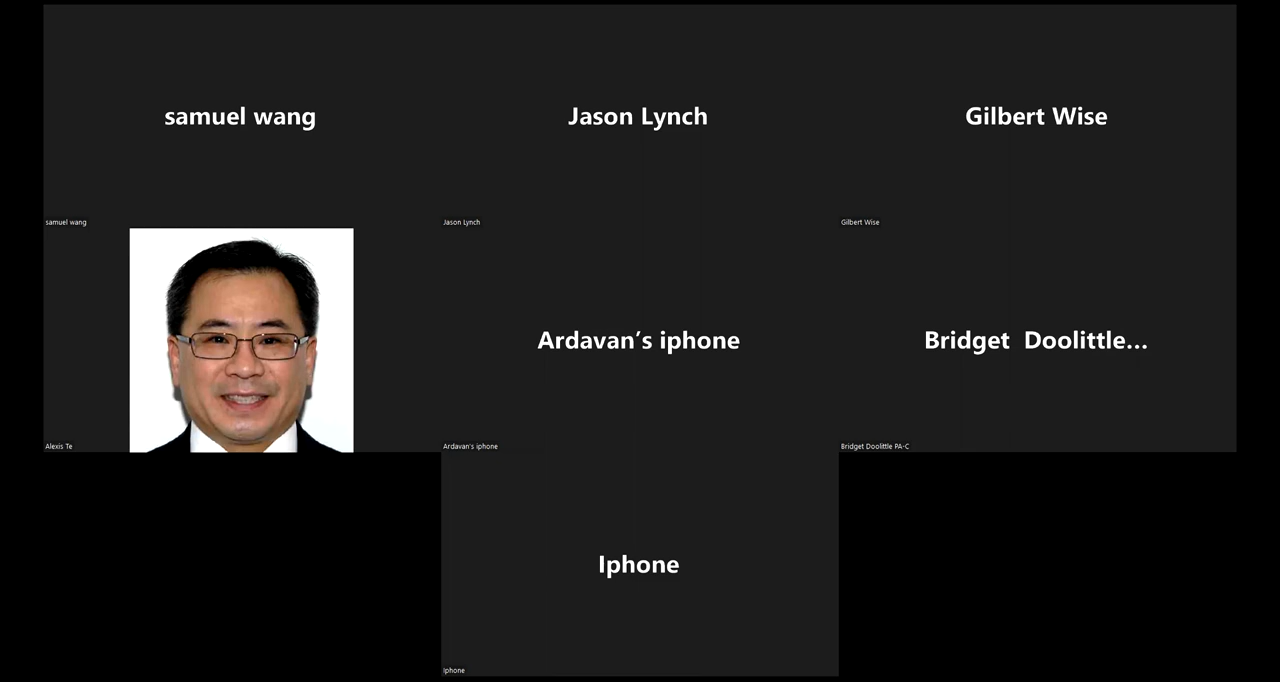 samuel wang
Jason Lynch
Gilbert Wise
samuel wang
Jason Lynch
Gilbert Wise
Ardavan’s iphone
Bridget  Doolittle...
Alexis Te
Ardavan's iphone
Bridget Doolittle PA-C
Iphone
Iphone